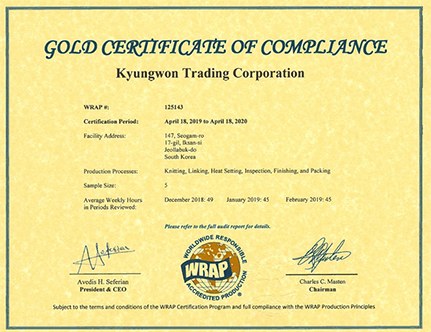 GOLD CERTIFICATE OF COMPLIANCE
Kyungwon Trading Corporation
WRAP #: 125143
Certification Period: April 18, 2019 to April 18, 2020
Facility Address: 147, Seogam-ro
17-gil, Iksan-si
Jeollabuk-do
South Korea
Production Processes: Knitting, Linking, Heat Setting, Inspection, Finishing, and Packing
Sample Size: 5
Average Weekly Hours December 2018: 49 January 2019: 45 February 2019: 45
in Periods Reviewed:
Please refer to the full audit report for details.
WORLDWIDE RESPONSIBLE
WRAP
ACCREDITED PRODUCTION
Avedis H. Seferian
President & CEO
Charles C. Masten
Chairman
Subject to the terms and conditions of the WRAP Certification Program and full compliance with the WRAP Production Principles